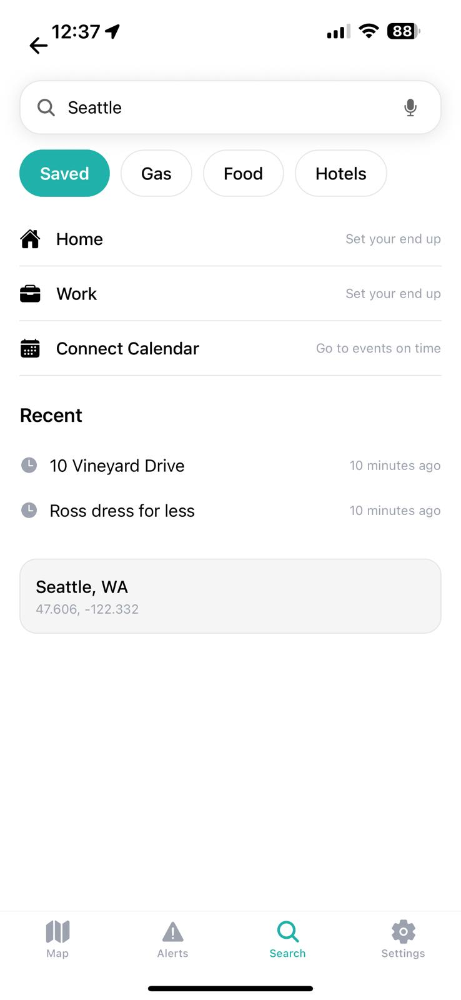 12:37
88
Seattle
Saved
Gas
Food
Hotels
Home
Set your end up
Work
Set your end up
Connect Calendar
Go to events on time
Recent
10 Vineyard Drive
10 minutes ago
Ross dress for less
10 minutes ago
Seattle, WA
47.606, -122.332
Map
Alerts
Search
Settings